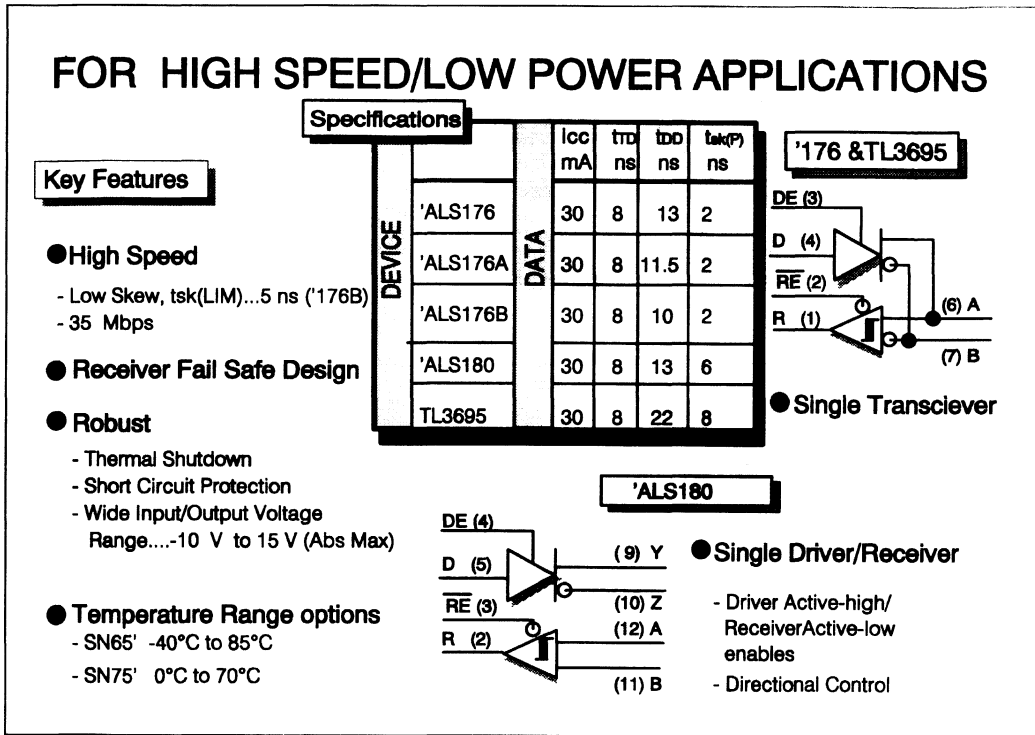 FOR HIGH SPEED/LOW POWER APPLICATIONS
Specifications
Key Features
●High Speed
- Low Skew, tsk(LIM)...5 ns ('176B)
- 35 Mbps
● Receiver Fail Safe Design
● Robust
- Thermal Shutdown
- Short Circuit Protection
- Wide Input/Output Voltage
Range....-10 V to 15 V (Abs Max)
● Temperature Range options
- SN65' -40°C to 85°C
- SN75' 0°C to 70°C
DEVICE DATA
Icc mA tTD ns tDD ns tsk(P) ns
'ALS176 30 8 13 2
'ALS176A 30 8 11.5 2
'ALS176B 30 8 10 2
'ALS180 30 8 13 6
TL3695 30 8 22 8
'176 &TL3695
DE (3)
D (4)
RE (2)
R (1)
(6) A
(7) B
● Single Transciever
'ALS180
DE (4)
D (5)
RE (3)
R (2)
(9) Y
(10) Z
(12) A
(11) B
● Single Driver/Receiver
- Driver Active-high/
ReceiverActive-low
enables
- Directional Control